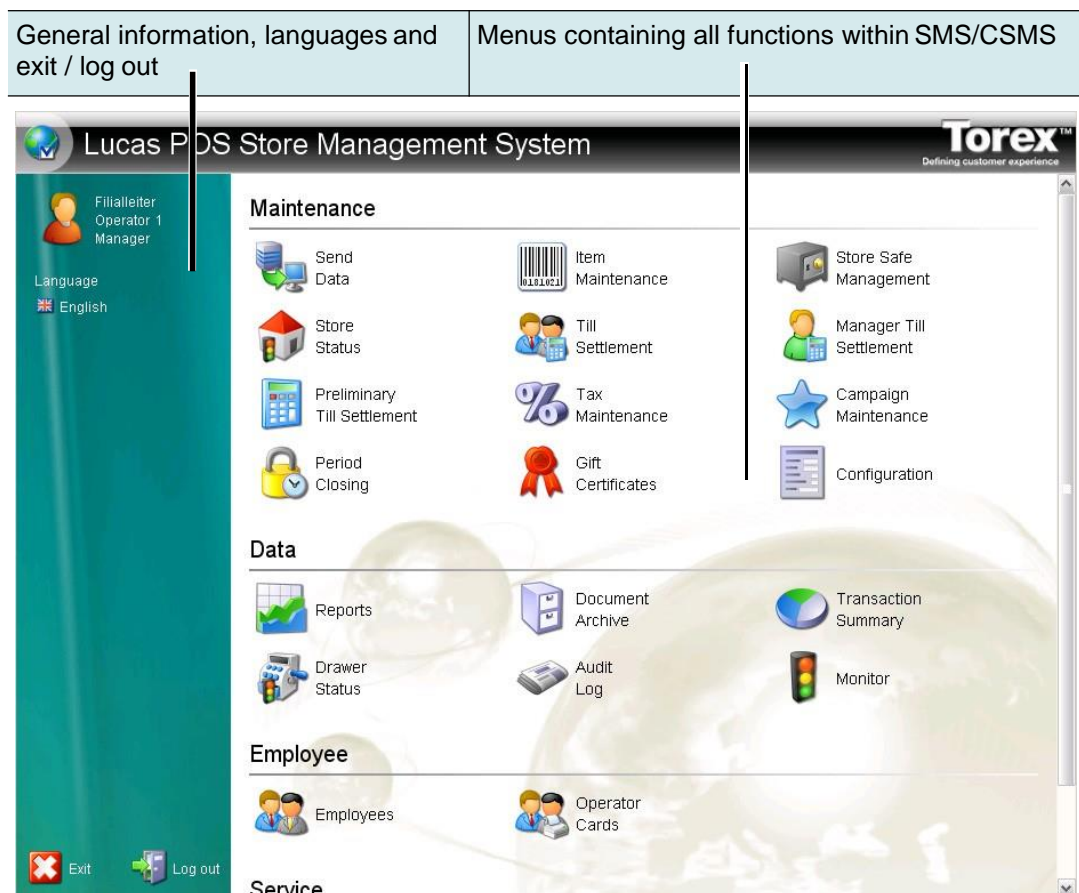 General information, languages and
exit / log out
Menus containing all functions within SMS/CSMS
Lucas POS Store Management System
Torex™
Defining customer experience
Filialleiter
Operator 1
Manager
Language
English
Exit
Log out
Maintenance
Send
Data
Item
Maintenance
Store Safe
Management
Store
Status
Till
Settlement
Manager Till
Settlement
Preliminary
Till Settlement
Tax
Maintenance
Campaign
Maintenance
Period
Closing
Gift
Certificates
Configuration
Data
Reports
Document
Archive
Transaction
Summary
Drawer
Status
Audit
Log
Monitor
Employee
Employees
Operator
Cards
Service